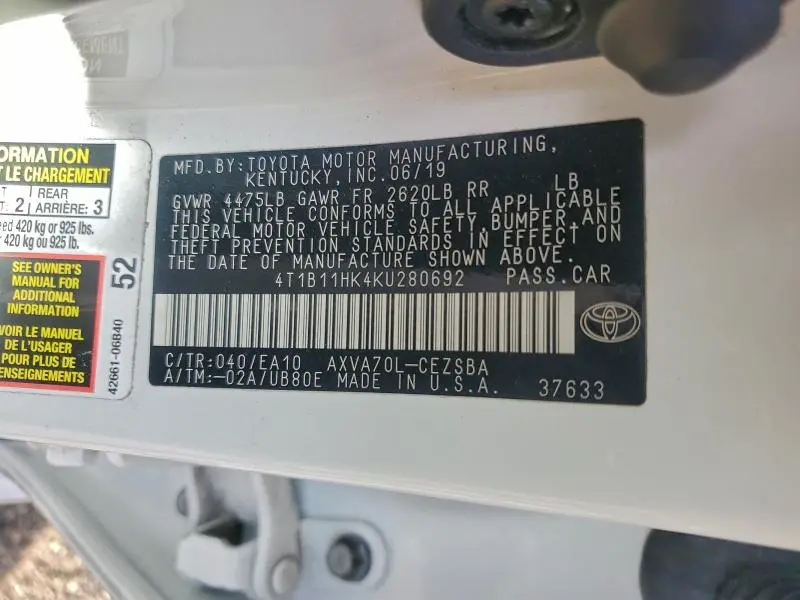 ORMATION
T LE CHARGEMENT
T | REAR
: 2 | ARRIÈRE: 3
eed 420 kg or 925 lbs.
420 kg ou 925 lb.
SEE OWNER'S
MANUAL FOR
ADDITIONAL
INFORMATION
VOIR LE MANUEL
DE L'USAGER
POUR PLUS DE
RENSEIGNEMENTS
52
42661-06B40
MFD.BY:TOYOTA MOTOR MANUFACTURING,
KENTUCKY, INC.06/19
GVWR 4475LB GAWR FR 2620LB RR LB
THIS VEHICLE CONFORMS TO ALL APPLICABLE
FEDERAL MOTOR VEHICLE SAFETY,BUMPER,AND
THEFT PREVENTION STANDARDS IN EFFECT ON
THE DATE OF MANUFACTURE SHOWN ABOVE.
4T1B11HK4KU280692 PASS.CAR
C/TR:040/EA10 AXVA70L-CEZSBA
A/TM:-02A/UB80E MADE IN U.S.A. 37633